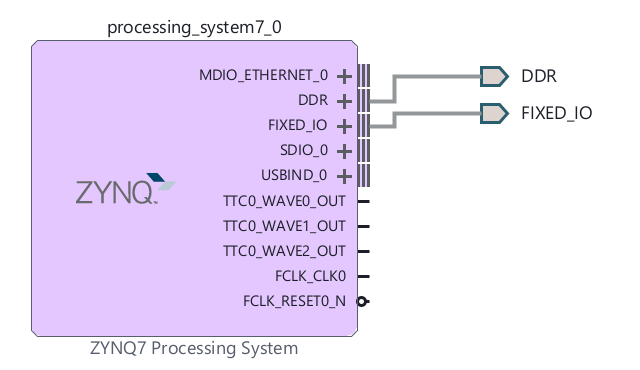 processing_system7_0
MDIO_ETHERNET_0
DDR
DDR
FIXED_IO
FIXED_IO
SDIO_0
USBIND_0
ZYNQ
TTC0_WAVE0_OUT
TTC0_WAVE1_OUT
TTC0_WAVE2_OUT
FCLK_CLK0
FCLK_RESET0_N
ZYNQ7 Processing System